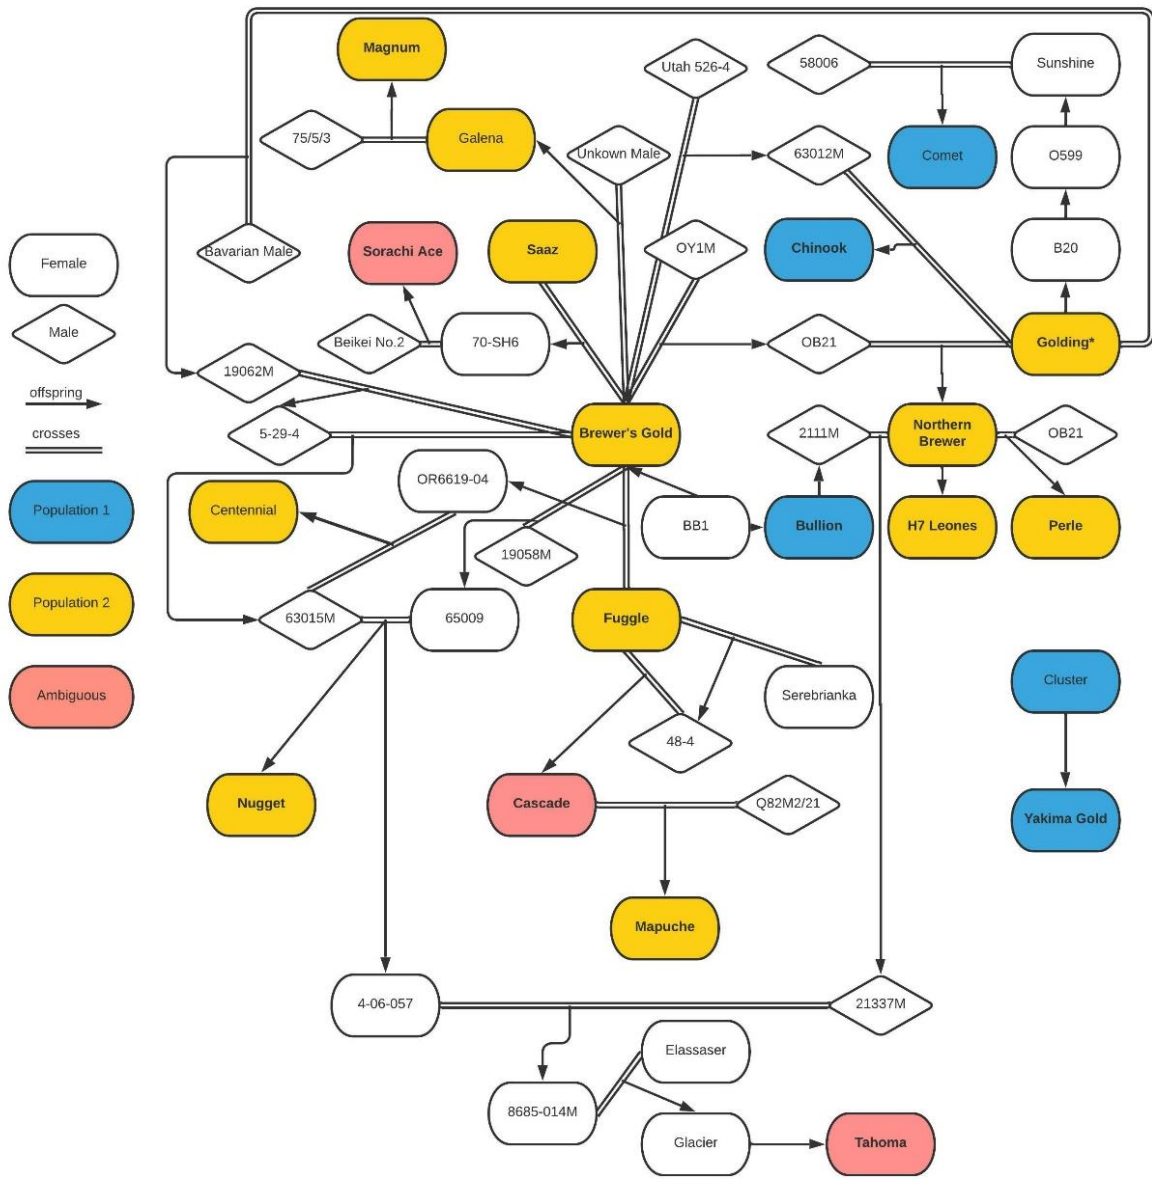 Magnum
Utah 526-4
58006
Sunshine
75/5/3
Galena
Unkown Male
63012M
Comet
O599
Bavarian Male
Sorachi Ace
Saaz
OY1M
Chinook
B20
Female
Male
Beikei No.2
70-SH6
OB21
Golding*
offspring
19062M
crosses
5-29-4
Brewer's Gold
2111M
Northern
Brewer
OB21
OR6619-04
Population 1
Centennial
19058M
BB1
Bullion
H7 Leones
Perle
Population 2
63015M
65009
Fuggle
Ambiguous
Serebrianka
Cluster
48-4
Nugget
Cascade
Q82M2/21
Yakima Gold
Mapuche
4-06-057
21337M
Elassaser
8685-014M
Glacier
Tahoma